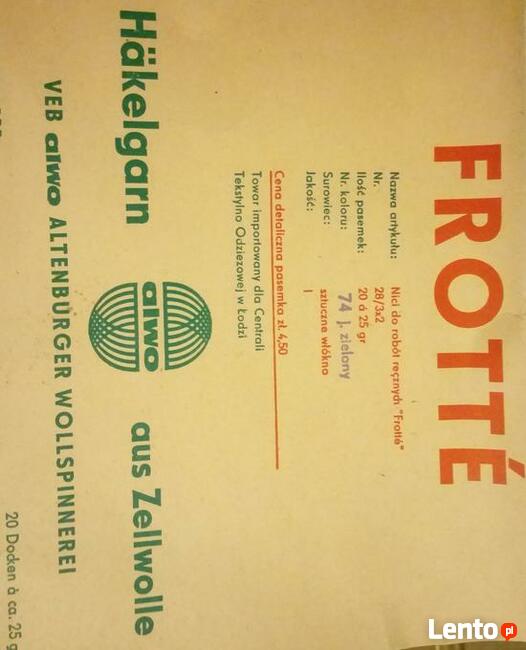 FROTTÉ
Nazwa artykułu: Nici do robót ręcznych "Frotté"
Nr. 28/3x2
Ilość pasemek: 20 à 25 gr
Nr. koloru: 74 j. zielony
Surowiec: sztuczne włókno
Jakość: I
Cena detaliczna pasemka zł. 4,50
Towar importowany dla Centrali
Tekstylno Odzieżowej w Łodzi
Häkelgarn alwo aus Zellwolle
VEB alwo ALTENBURGER WOLLSPINNEREI
20 Docken à ca. 25 g
Lento.pl